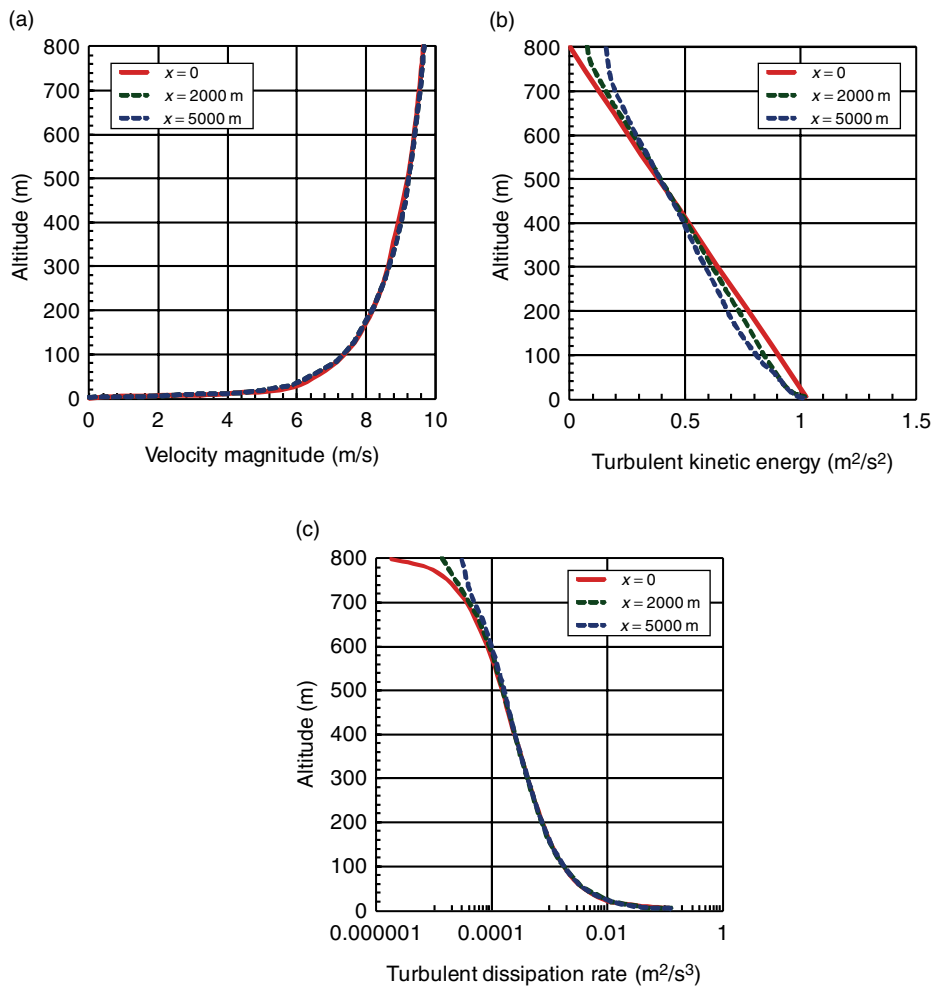 (a)
800
700
600
500
400
300
200
100
0
Altitude (m)
x = 0
x = 2000 m
x = 5000 m
0 2 4 6 8 10
Velocity magnitude (m/s)
(b)
800
700
600
500
400
300
200
100
0
Altitude (m)
x = 0
x = 2000 m
x = 5000 m
0 0.5 1 1.5
Turbulent kinetic energy (m²/s²)
(c)
800
700
600
500
400
300
200
100
0
Altitude (m)
x = 0
x = 2000 m
x = 5000 m
0.000001 0.0001 0.01 1
Turbulent dissipation rate (m²/s³)